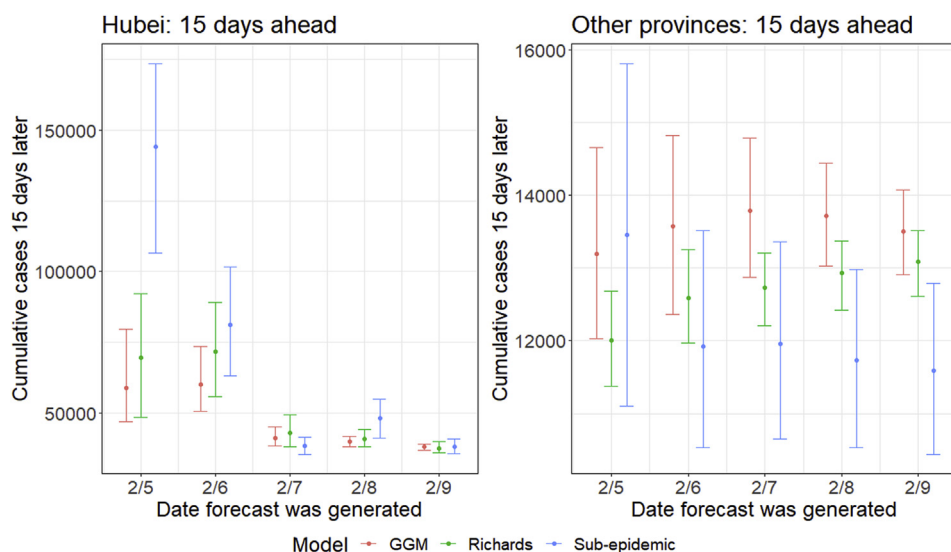 Hubei: 15 days ahead
Cumulative cases 15 days later
150000
100000
50000
2/5 2/6 2/7 2/8 2/9
Date forecast was generated
Other provinces: 15 days ahead
Cumulative cases 15 days later
16000
14000
12000
2/5 2/6 2/7 2/8 2/9
Date forecast was generated
Model GGM Richards Sub-epidemic